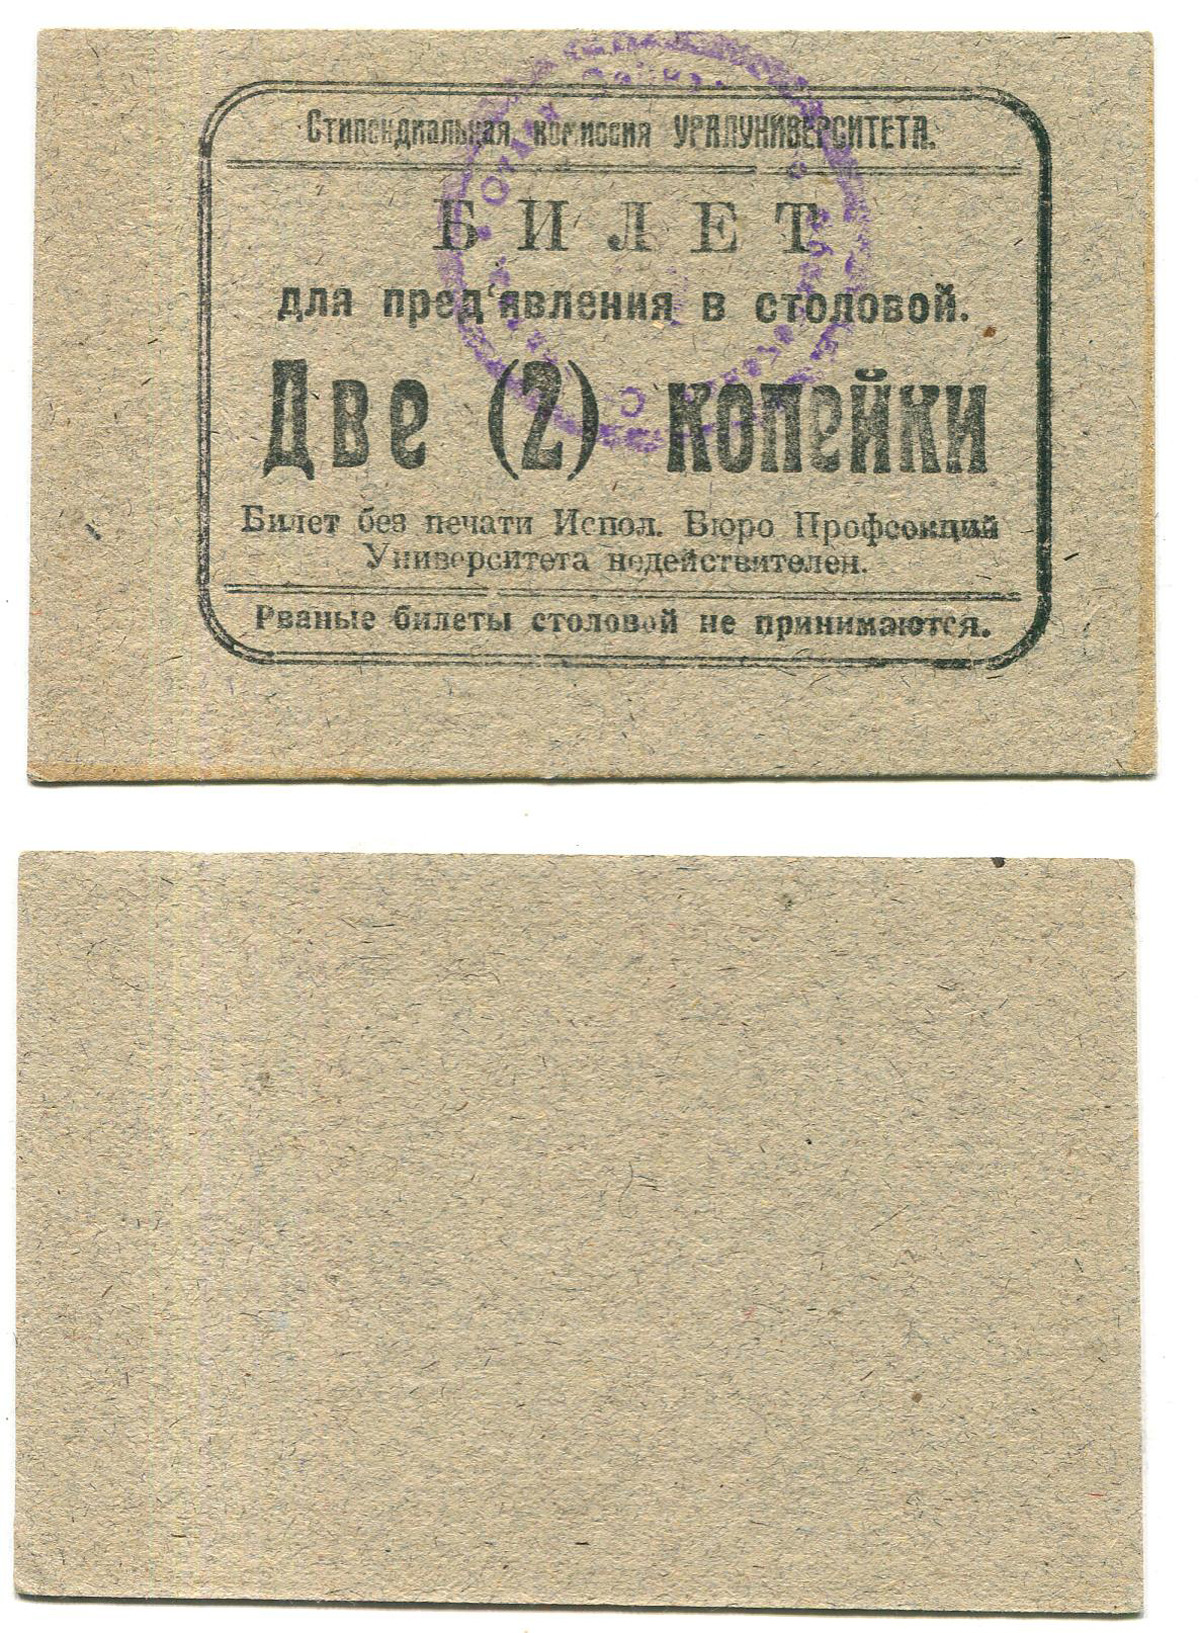 Стипендиальная комиссия УРАЛУНИВЕРСИТЕТА.
БИЛЕТ
для пред'явления в столовой.
Две (2) копейки
Билет без печати Испол. Бюро Профсекций
Университета недействителен.
Рваные билеты столовой не принимаются.